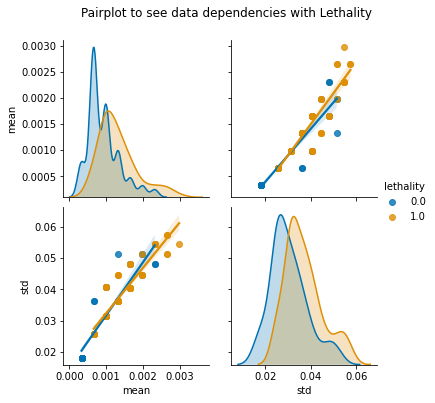 Pairplot to see data dependencies with Lethality
0.0030
0.0025
0.0020
0.0015
0.0010
0.0005
mean
lethality
0.0
1.0
0.06
0.05
0.04
0.03
0.02
std
0.000 0.001 0.002 0.003
mean
0.02 0.04 0.06
std